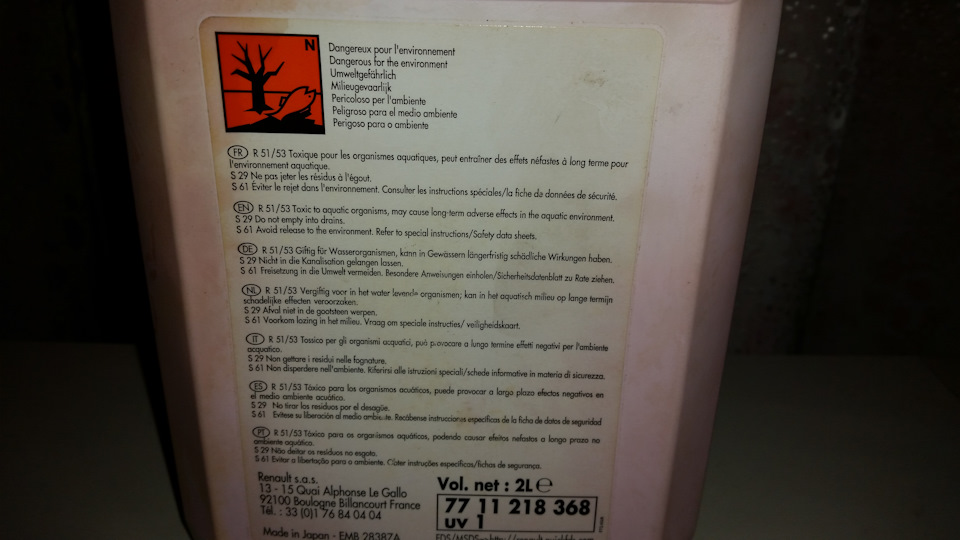 N
Dangereux pour l'environnement
Dangerous for the environment
Umweltgefährlich
Milieugevaarlijk
Pericoloso per l'ambiente
Peligroso para el medio ambiente
Perigoso para o ambiente
FR R 51/53 Toxique pour les organismes aquatiques, peut entraîner des effets néfastes à long terme pour
l'environnement aquatique.
S 29 Ne pas jeter les résidus à l'égout.
S 61 Éviter le rejet dans l'environnement. Consulter les instructions spéciales/la fiche de données de sécurité.
EN R 51/53 Toxic to aquatic organisms, may cause long-term adverse effects in the aquatic environment.
S 29 Do not empty into drains.
S 61 Avoid release to the environment. Refer to special instructions/Safety data sheets.
DE R 51/53 Giftig für Wasserorganismen, kann in Gewässern längerfristig schädliche Wirkungen haben.
S 29 Nicht in die Kanalisation gelangen lassen.
S 61 Freisetzung in die Umwelt vermeiden. Besondere Anweisungen einholen/Sicherheitsdatenblatt zu Rate ziehen.
NL R 51/53 Vergiftig voor in het water levende organismen; kan in het aquatisch milieu op lange termijn
schadelijke effecten veroorzaken.
S 29 Afval niet in de gootsteen werpen.
S 61 Voorkom lozing in het milieu. Vraag om speciale instructies/ veiligheidskaart.
IT R 51/53 Tossico per gli organismi acquatici, può provocare a lungo termine effetti negativi per l'ambiente
acquatico.
S 29 Non gettare i residui nelle fognature.
S 61 Non disperdere nell'ambiente. Riferirsi alle istruzioni speciali/schede informative in materia di sicurezza.
ES R 51/53 Tóxico para los organismos acuáticos, puede provocar a largo plazo efectos negativos en
el medio ambiente acuático.
S 29 No tirar los residuos por el desagüe.
S 61 Evitese su liberación al medio ambiente. Recábense instrucciones específicas de la ficha de datos de seguridad
PT R 51/53 Tóxico para os organismos aquáticos, podendo causar efeitos nefastos a longo prazo no
ambiente aquático.
S 29 Não deitar os resíduos no esgoto.
S 61 Evitar a libertação para o ambiente. Obter instruções específicas/fichas de segurança.
Renault s.a.s.
13 - 15 Quai Alphonse Le Gallo
92100 Boulogne Billancourt France
Tél. : 33 (0)1 76 84 04 04
Vol. net : 2L ℮
77 11 218 368
UV 1
Made in Japan - EMB 28387A
FDS/MSDS